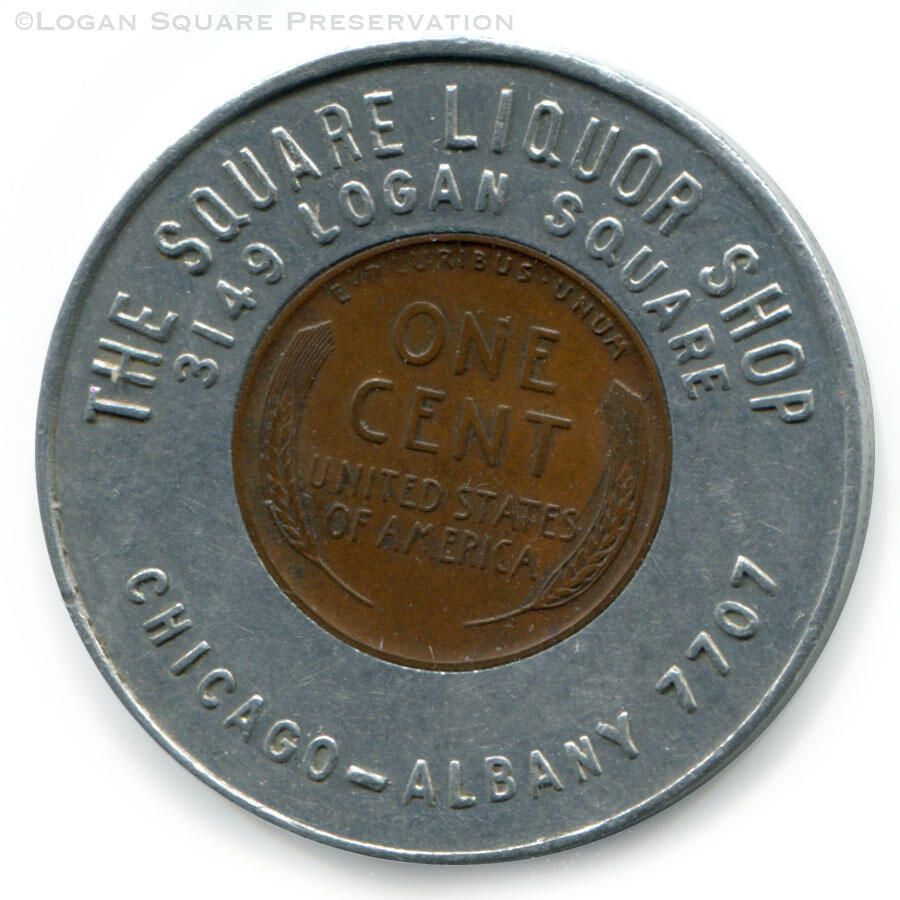 ©Logan Square Preservation
THE SQUARE LIQUOR SHOP
3149 LOGAN SQUARE
E·PLURIBUS·UNUM
ONE
CENT
UNITED STATES
OF AMERICA
CHICAGO—ALBANY 7707